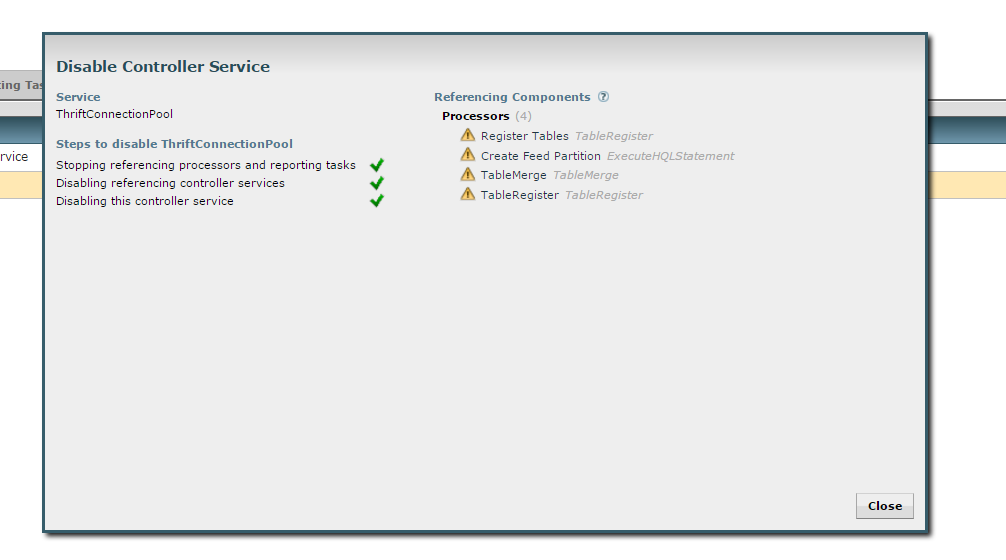 Disable Controller Service
ting Tas
Service
ThriftConnectionPool
rvice
Steps to disable ThriftConnectionPool
Stopping referencing processors and reporting tasks
Disabling referencing controller services
Disabling this controller service
Referencing Components ?
Processors (4)
Register Tables TableRegister
Create Feed Partition ExecuteHQLStatement
TableMerge TableMerge
TableRegister TableRegister
Close